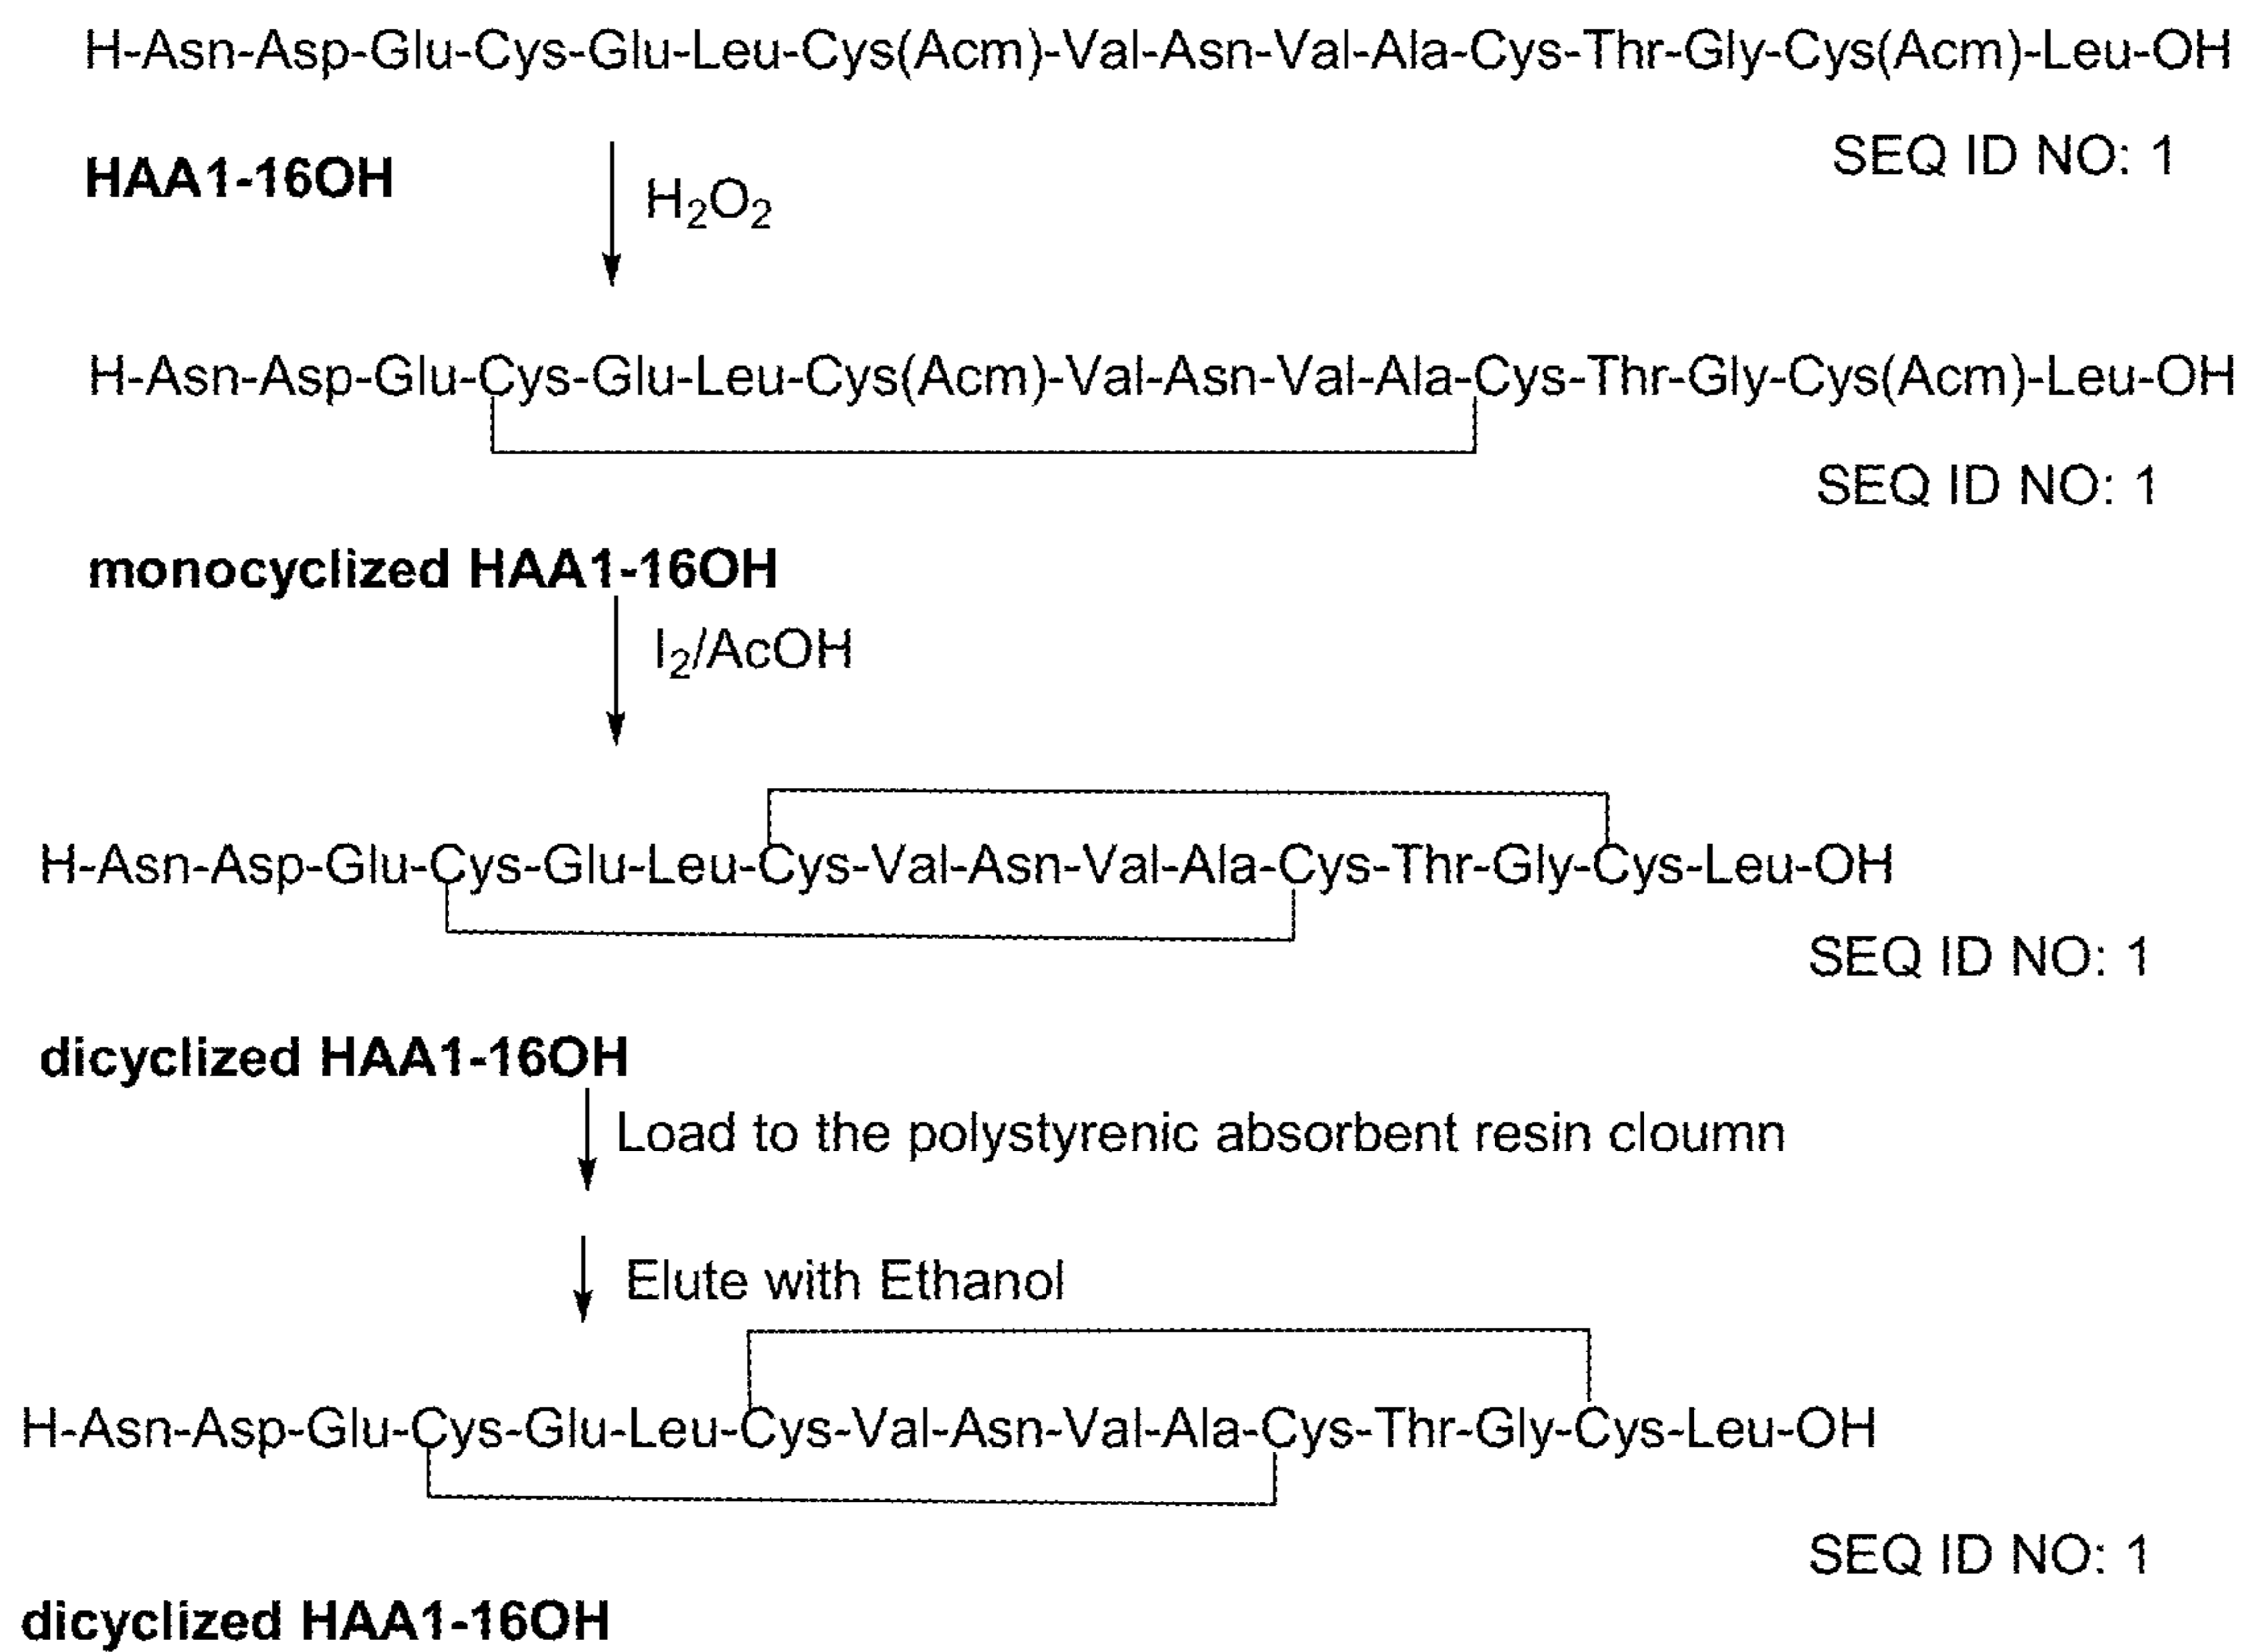 H-Asn-Asp-Glu-Cys-Glu-Leu-Cys(Acm)-Val-Asn-Val-Ala-Cys-Thr-Gly-Cys(Acm)-Leu-OH
SEQ ID NO: 1
HAA1-16OH
H₂O₂
H-Asn-Asp-Glu-Cys-Glu-Leu-Cys(Acm)-Val-Asn-Val-Ala-Cys-Thr-Gly-Cys(Acm)-Leu-OH
SEQ ID NO: 1
monocyclized HAA1-16OH
I₂/AcOH
H-Asn-Asp-Glu-Cys-Glu-Leu-Cys-Val-Asn-Val-Ala-Cys-Thr-Gly-Cys-Leu-OH
SEQ ID NO: 1
dicyclized HAA1-16OH
Load to the polystyrenic absorbent resin cloumn
Elute with Ethanol
H-Asn-Asp-Glu-Cys-Glu-Leu-Cys-Val-Asn-Val-Ala-Cys-Thr-Gly-Cys-Leu-OH
SEQ ID NO: 1
dicyclized HAA1-16OH